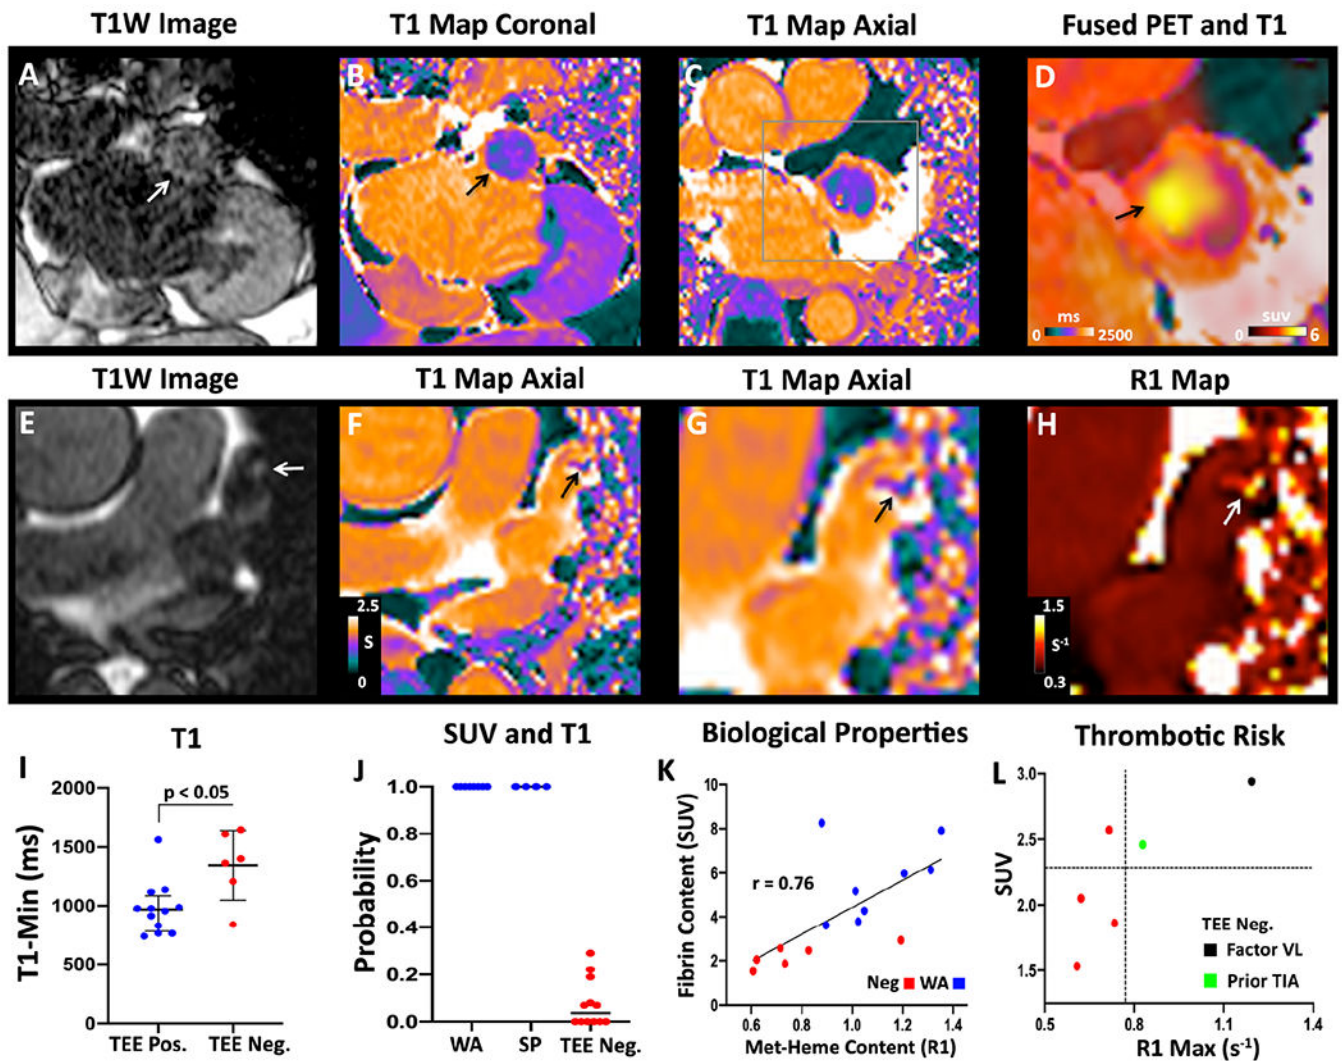 T1W Image
T1 Map Coronal
T1 Map Axial
Fused PET and T1
A
B
C
D
ms
0
2500
suv
0
6
T1W Image
T1 Map Axial
T1 Map Axial
R1 Map
E
F
G
H
2.5
S
0
1.5
S⁻¹
0.3
T1
SUV and T1
Biological Properties
Thrombotic Risk
I
T1-Min (ms)
2000
1500
1000
500
0
p < 0.05
TEE Pos.
TEE Neg.
J
Probability
1.0
0.8
0.6
0.4
0.2
0.0
WA
SP
TEE Neg.
K
Fibrin Content (SUV)
10
8
6
4
2
0
r = 0.76
Neg
WA
0.6
0.8
1.0
1.2
1.4
Met-Heme Content (R1)
L
SUV
3.0
2.5
2.0
1.5
TEE Neg.
Factor VL
Prior TIA
0.5
0.8
1.1
1.4
R1 Max (s⁻¹)